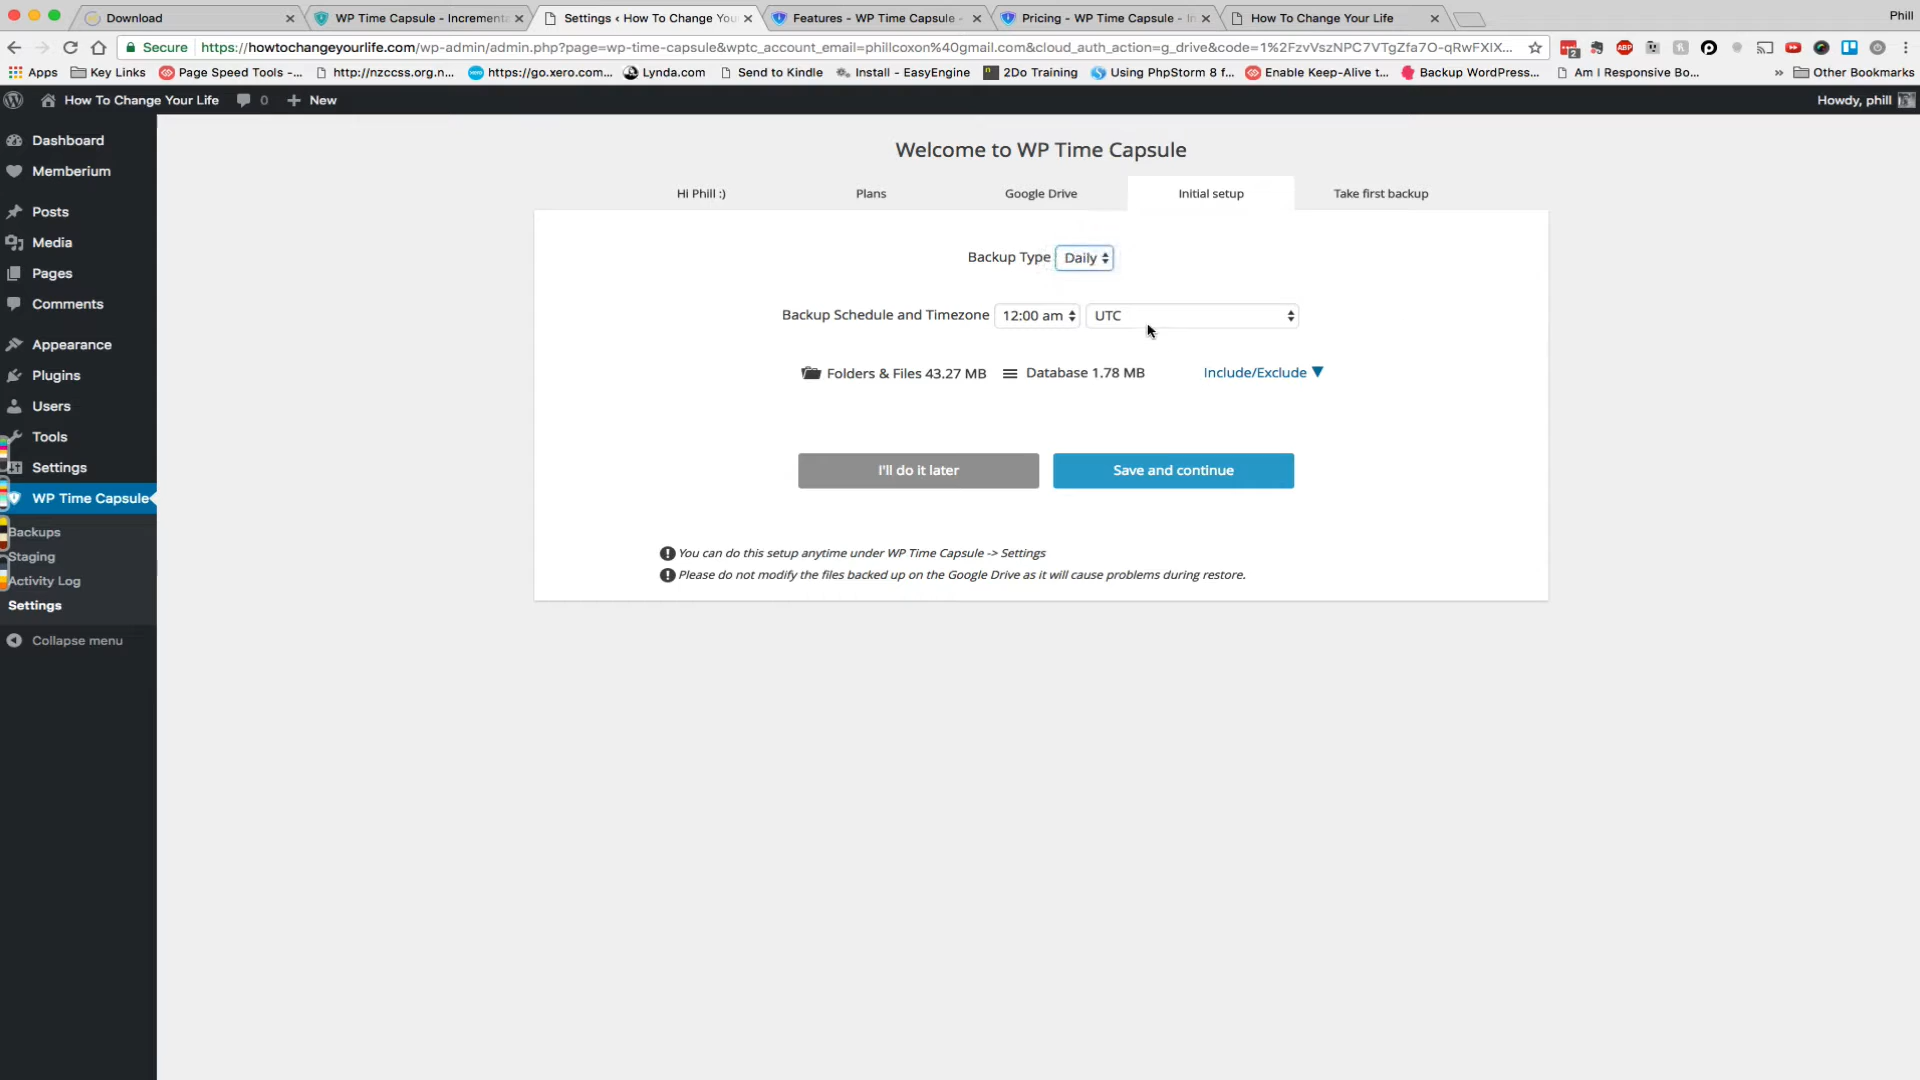 Download
WP Time Capsule - Increment
Settings ‹ How To Change You
Features - WP Time Capsule -
Pricing - WP Time Capsule - In
How To Change Your Life
Phill
Secure https://howtochangeyourlife.com/wp-admin/admin.php?page=wp-time-capsule&wptc_account_email=phillcoxon%40gmail.com&cloud_auth_action=g_drive&code=1%2FzvVszNPC7VTgZfa7O-qRwFXIX...
2
ABP
Apps Key Links Page Speed Tools -... http://nzccss.org.n... https://go.xero.com... Lynda.com Send to Kindle Install - EasyEngine 2Do Training Using PhpStorm 8 f... Enable Keep-Alive t... Backup WordPress... Am I Responsive Bo... » Other Bookmarks
How To Change Your Life 0 New Howdy, phill
Dashboard
Memberium
Posts
Media
Pages
Comments
Appearance
Plugins
Users
Tools
Settings
WP Time Capsule
Backups
Staging
Activity Log
Settings
Collapse menu
Welcome to WP Time Capsule
Hi Phill :) Plans Google Drive Initial setup Take first backup
Backup Type Daily
Backup Schedule and Timezone 12:00 am UTC
Folders & Files 43.27 MB Database 1.78 MB Include/Exclude ▼
I'll do it later Save and continue
You can do this setup anytime under WP Time Capsule -> Settings
Please do not modify the files backed up on the Google Drive as it will cause problems during restore.